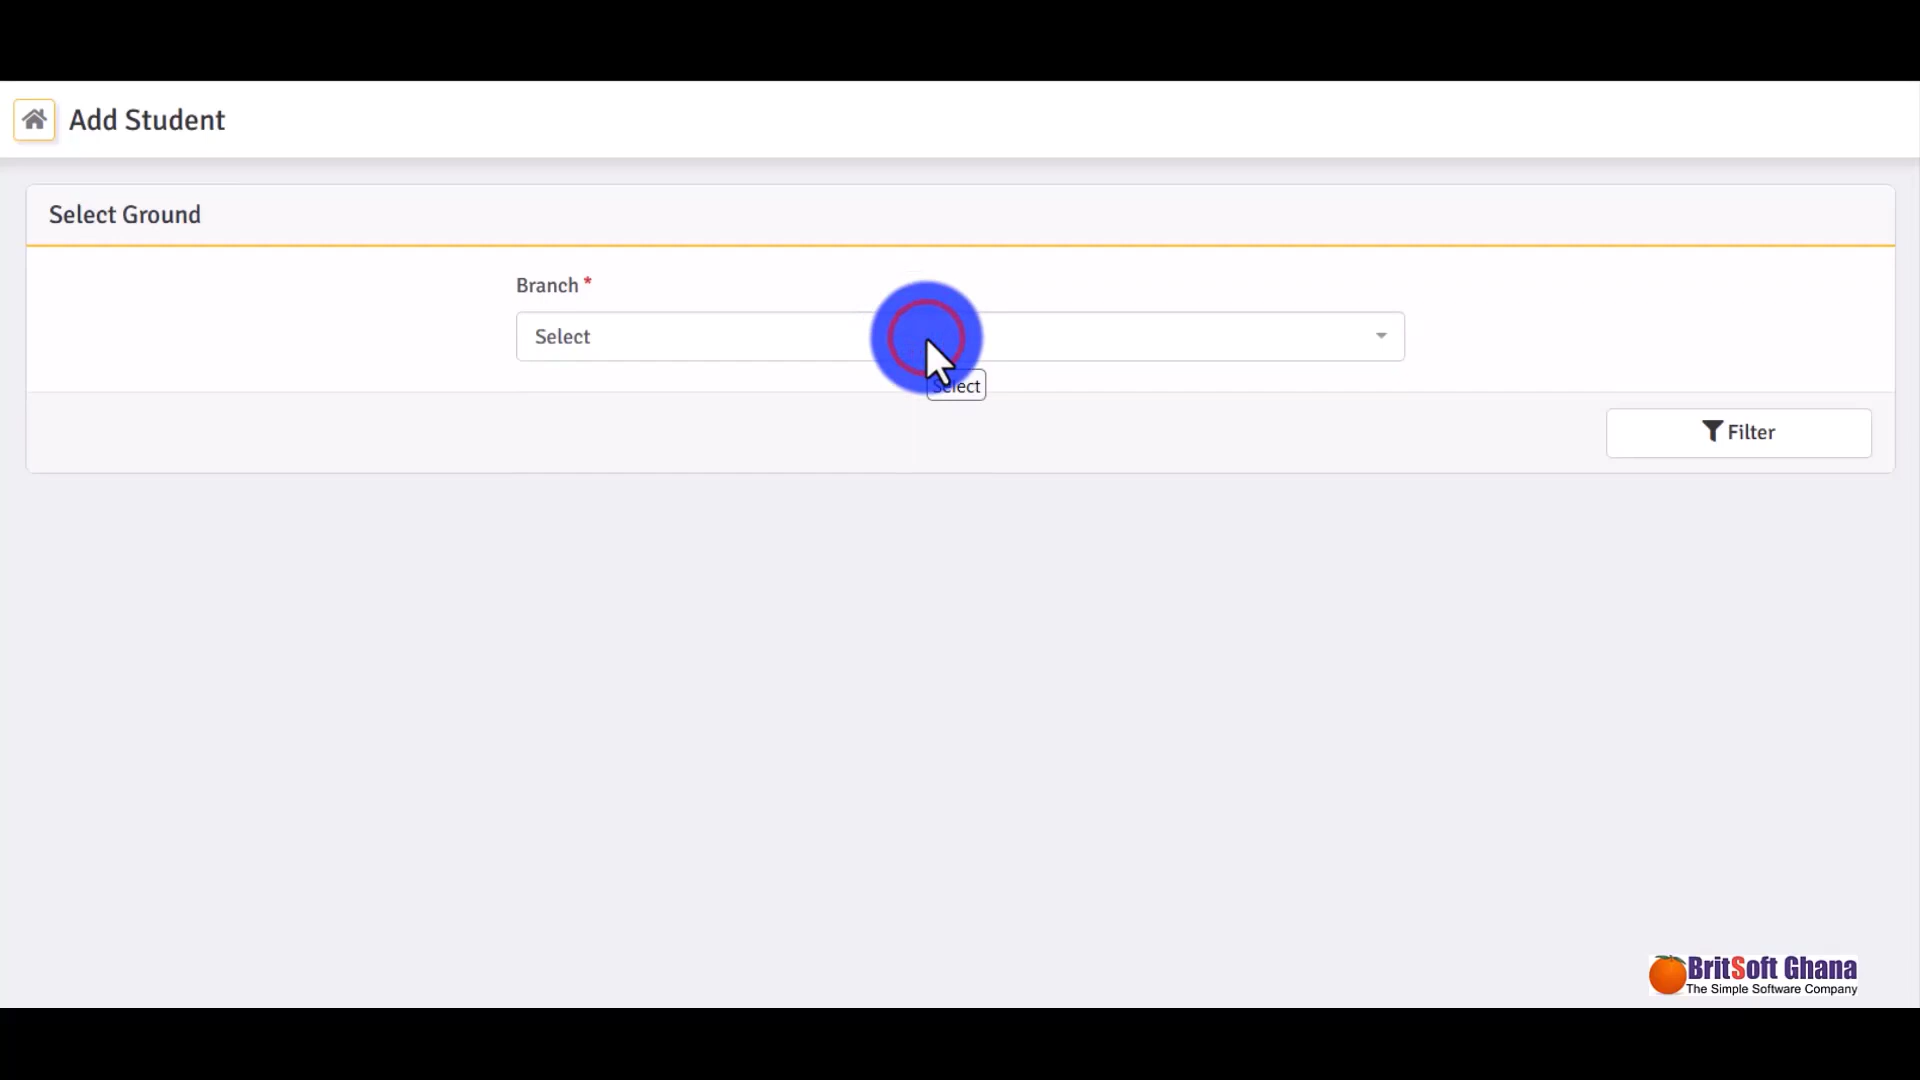 Add Student
Select Ground
Branch *
Select
Select
Filter
BritSoft Ghana
The Simple Software Company